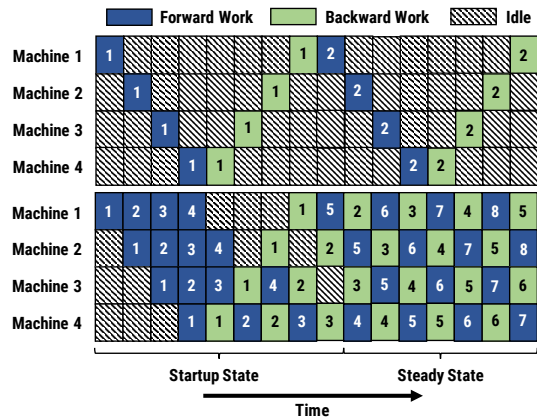 Forward Work Backward Work Idle
Machine 1 1 1 2 2
Machine 2 1 1 2 2
Machine 3 1 1 2 2
Machine 4 1 1 2 2
Machine 1 1 2 3 4 1 5 2 6 3 7 4 8 5
Machine 2 1 2 3 4 1 2 5 3 6 4 7 5 8
Machine 3 1 2 3 1 4 2 3 5 4 6 5 7 6
Machine 4 1 1 2 2 3 3 4 4 5 5 6 6 7
Startup State Steady State
Time